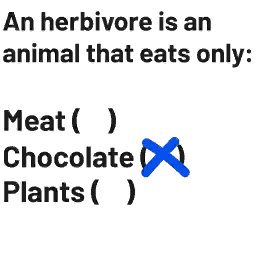 An herbivore is an
animal that eats only:
Meat (   )
Chocolate (X)
Plants (   )